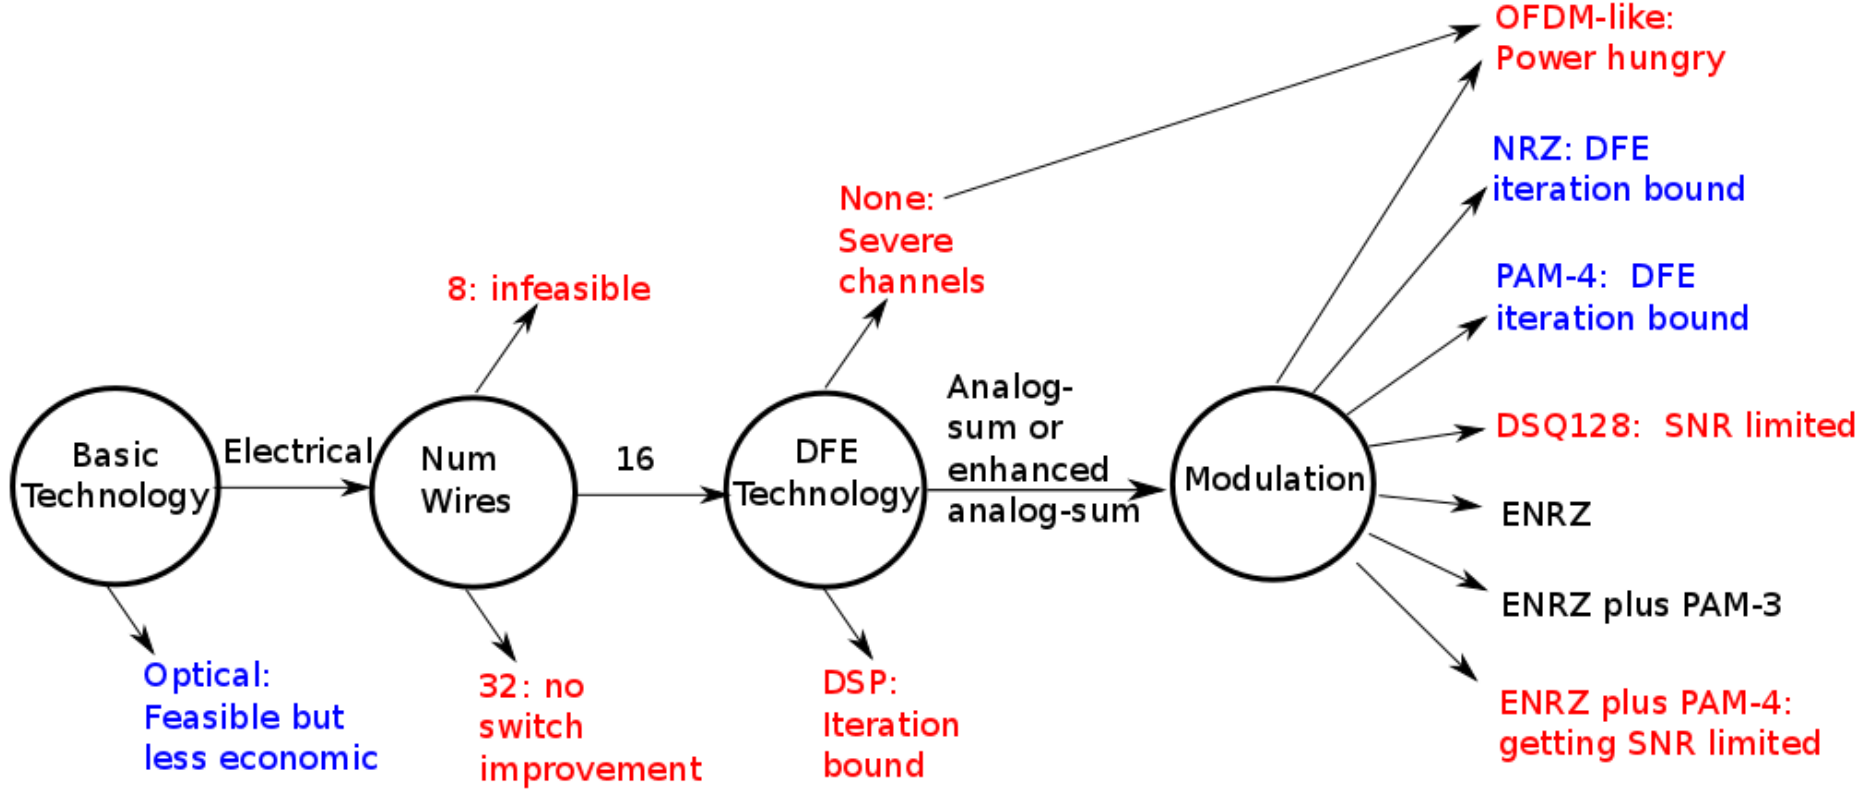 OFDM-like:
Power hungry
NRZ: DFE
iteration bound
None:
Severe
channels
PAM-4:  DFE
iteration bound
8: infeasible
Analog-
sum or
enhanced
analog-sum
DSQ128:  SNR limited
Basic
Technology
Electrical
Num
Wires
16
DFE
Technology
Modulation
ENRZ
ENRZ plus PAM-3
Optical:
Feasible but
less economic
32: no
switch
improvement
DSP:
Iteration
bound
ENRZ plus PAM-4:
getting SNR limited